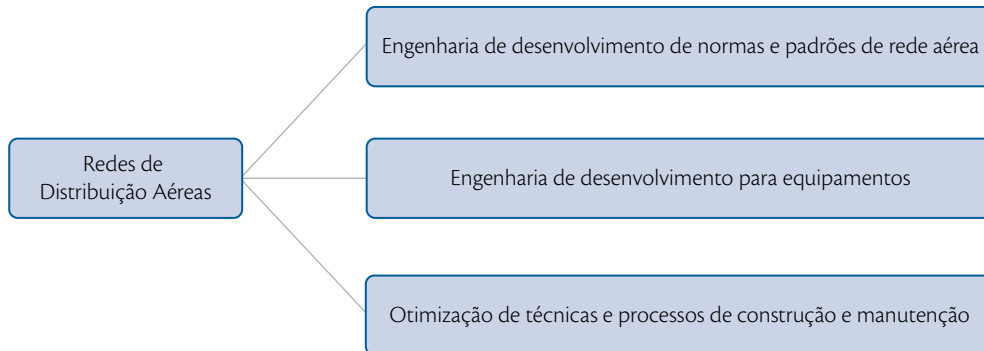 Engenharia de desenvolvimento de normas e padrões de rede aérea
Redes de
Distribuição Aéreas
Engenharia de desenvolvimento para equipamentos
Otimização de técnicas e processos de construção e manutenção